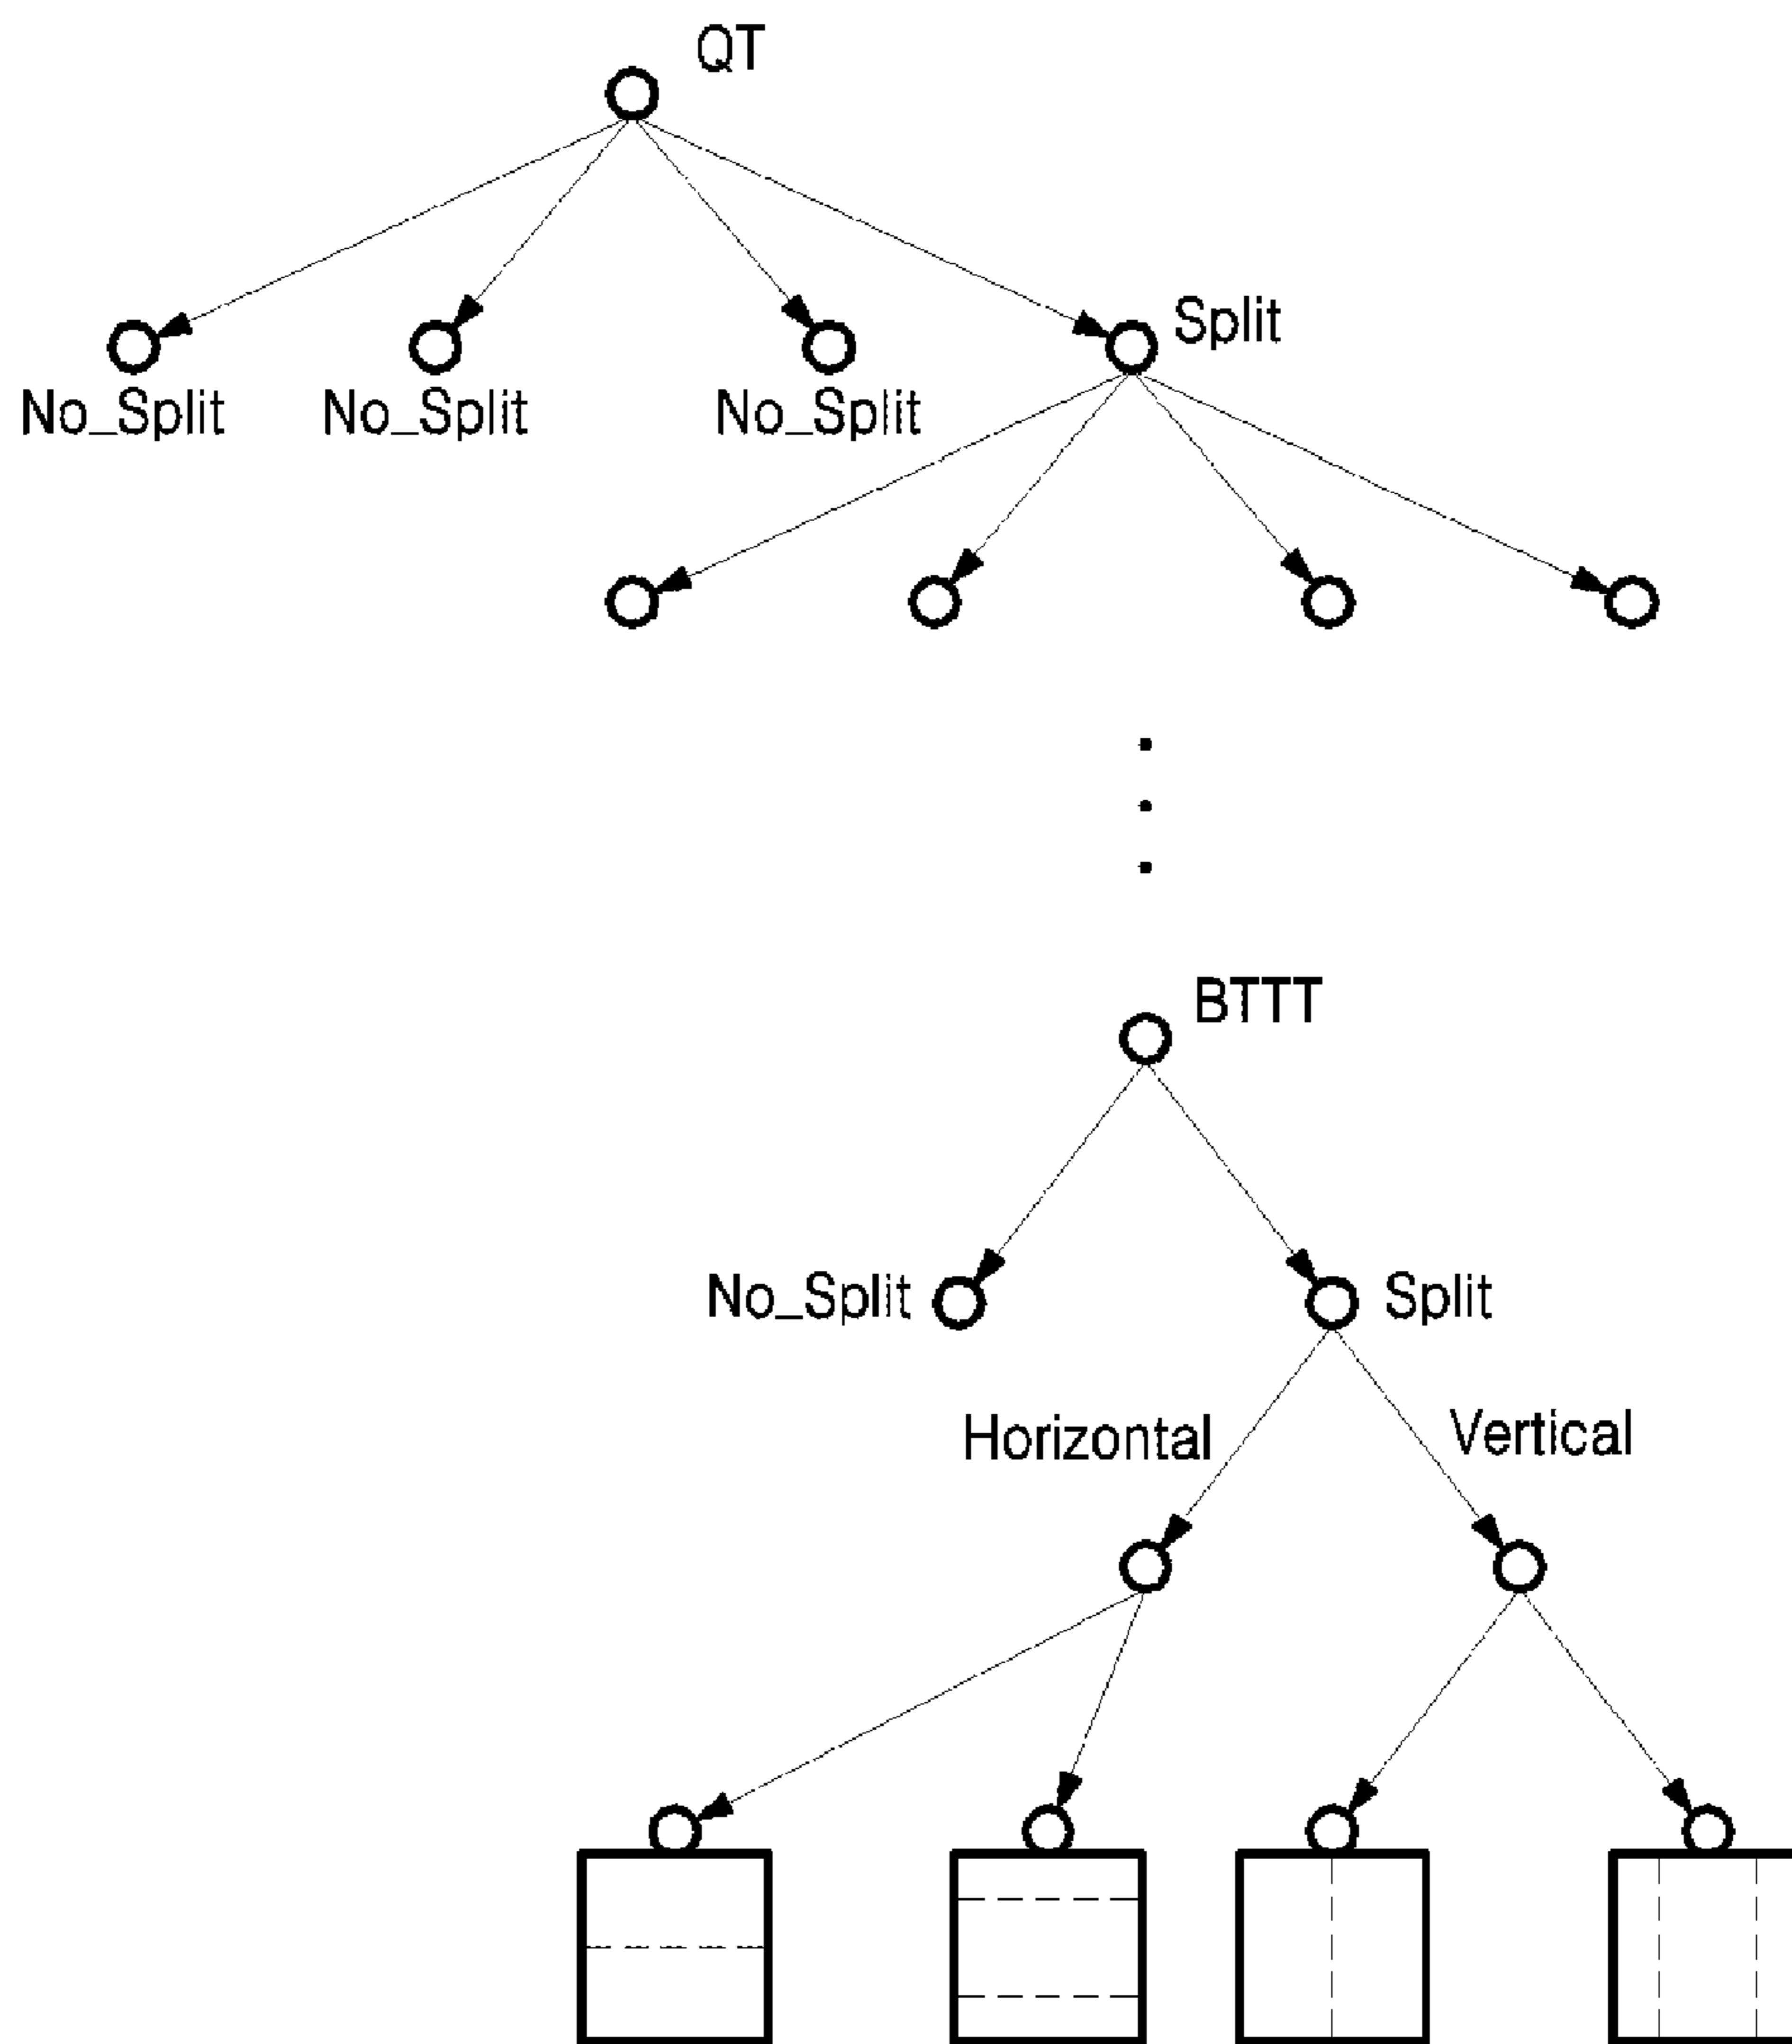 QT
Split
No_Split
No_Split
No_Split
BTTT
No_Split
Split
Horizontal
Vertical